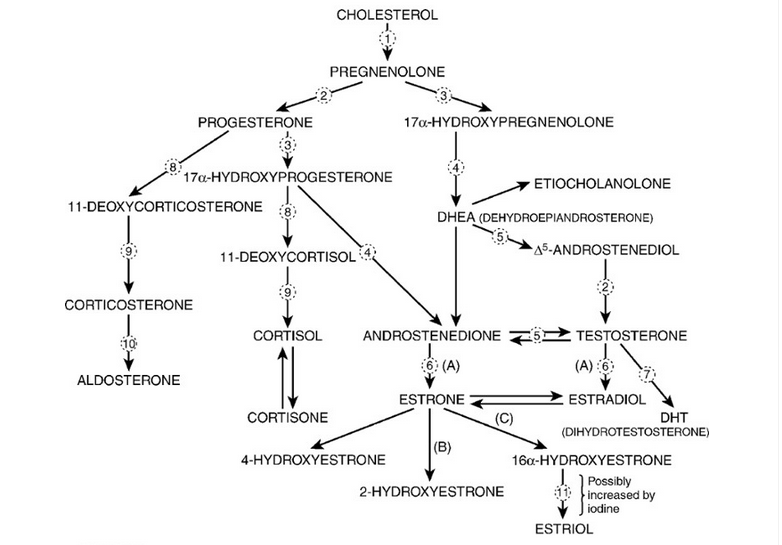 CHOLESTEROL
1
PREGNENOLONE
2
3
PROGESTERONE
17α-HYDROXYPREGNENOLONE
3
8
4
17α-HYDROXYPROGESTERONE
ETIOCHOLANOLONE
11-DEOXYCORTICOSTERONE
8
DHEA (DEHYDROEPIANDROSTERONE)
5
9
11-DEOXYCORTISOL
4
Δ5-ANDROSTENEDIOL
9
2
CORTICOSTERONE
10
CORTISOL
ANDROSTENEDIONE
5
TESTOSTERONE
6 (A)
(A) 6
7
ALDOSTERONE
ESTRONE
ESTRADIOL
CORTISONE
(C)
DHT
(DIHYDROTESTOSTERONE)
(B)
4-HYDROXYESTRONE
16α-HYDROXYESTRONE
2-HYDROXYESTRONE
11
Possibly
increased by
iodine
ESTRIOL